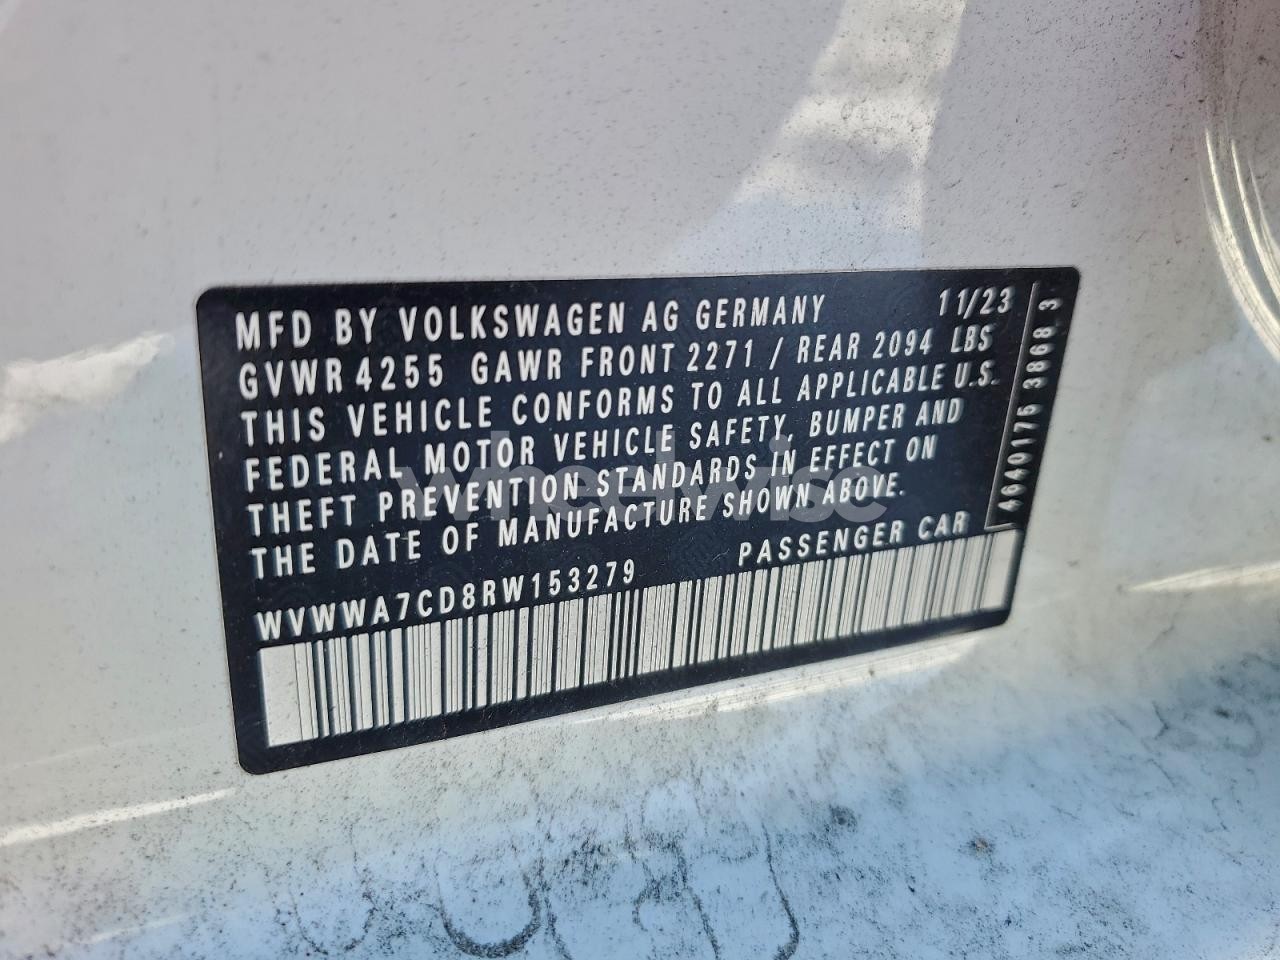 MFD BY VOLKSWAGEN AG GERMANY 11/23
GVWR 4255 GAWR FRONT 2271 / REAR 2094 LBS
THIS VEHICLE CONFORMS TO ALL APPLICABLE U.S.
FEDERAL MOTOR VEHICLE SAFETY, BUMPER AND
THEFT PREVENTION STANDARDS IN EFFECT ON
THE DATE OF MANUFACTURE SHOWN ABOVE.
WVWWA7CD8RW153279 PASSENGER CAR
4640175 3868 3
wheelwise